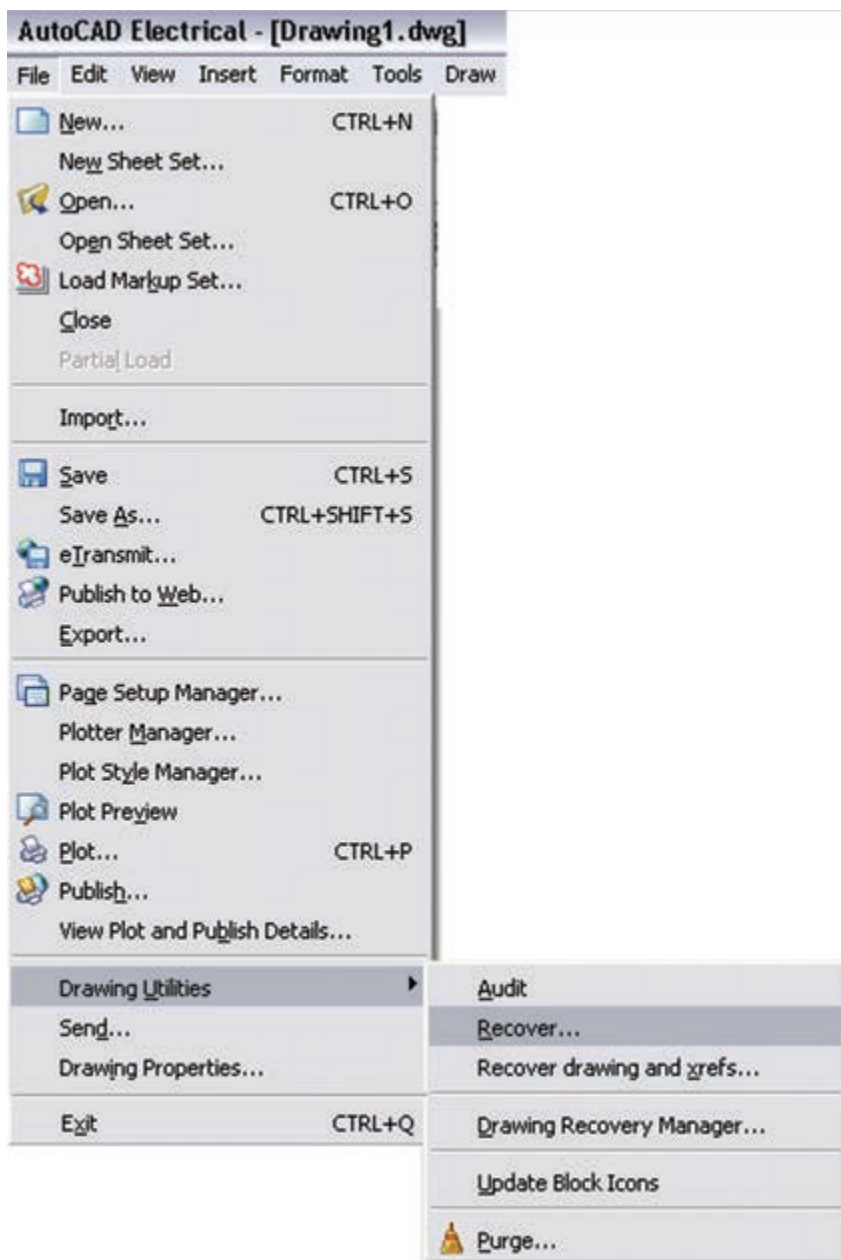 AutoCAD Electrical - [Drawing1.dwg]
File Edit View Insert Format Tools Draw
New... CTRL+N
New Sheet Set...
Open... CTRL+O
Open Sheet Set...
Load Markup Set...
Close
Partial Load
Import...
Save CTRL+S
Save As... CTRL+SHIFT+S
eTransmit...
Publish to Web...
Export...
Page Setup Manager...
Plotter Manager...
Plot Style Manager...
Plot Preview
Plot... CTRL+P
Publish...
View Plot and Publish Details...
Drawing Utilities
Send...
Drawing Properties...
Exit CTRL+Q
Audit
Recover...
Recover drawing and xrefs...
Drawing Recovery Manager...
Update Block Icons
Purge...